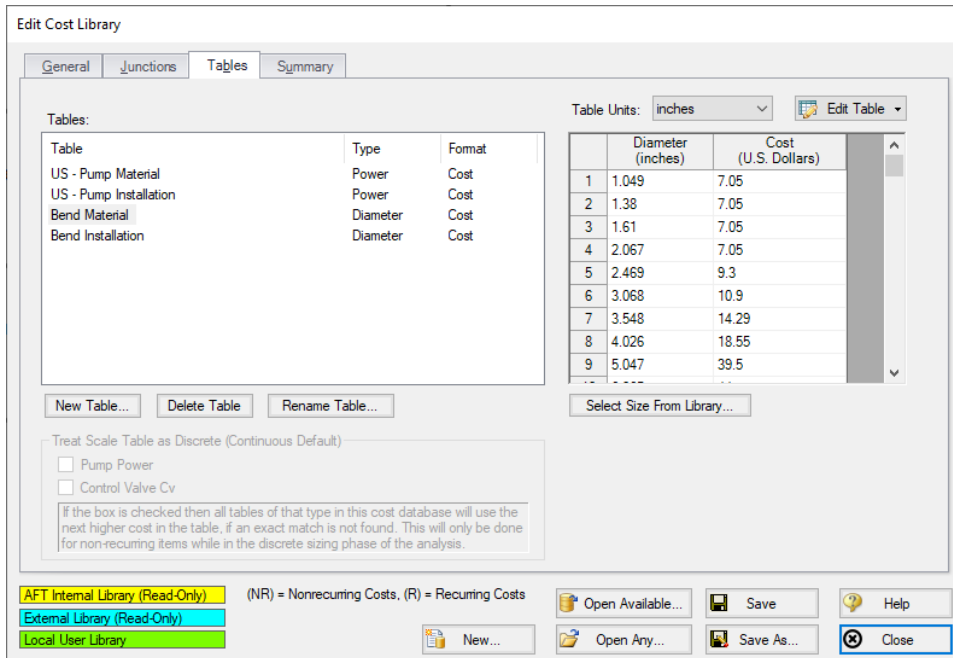 Edit Cost Library
General Junctions Tables Summary
Tables:
Table Type Format
US - Pump Material Power Cost
US - Pump Installation Power Cost
Bend Material Diameter Cost
Bend Installation Diameter Cost
New Table... Delete Table Rename Table...
Treat Scale Table as Discrete (Continuous Default)
Pump Power
Control Valve Cv
If the box is checked then all tables of that type in this cost database will use the
next higher cost in the table, if an exact match is not found. This will only be done
for non-recurring items while in the discrete sizing phase of the analysis.
Table Units: inches Edit Table
Diameter Cost
(inches) (U.S. Dollars)
1 1.049 7.05
2 1.38 7.05
3 1.61 7.05
4 2.067 7.05
5 2.469 9.3
6 3.068 10.9
7 3.548 14.29
8 4.026 18.55
9 5.047 39.5
Select Size From Library...
AFT Internal Library (Read-Only)
External Library (Read-Only)
Local User Library
(NR) = Nonrecurring Costs, (R) = Recurring Costs
Open Available... Save Help
New... Open Any... Save As... Close